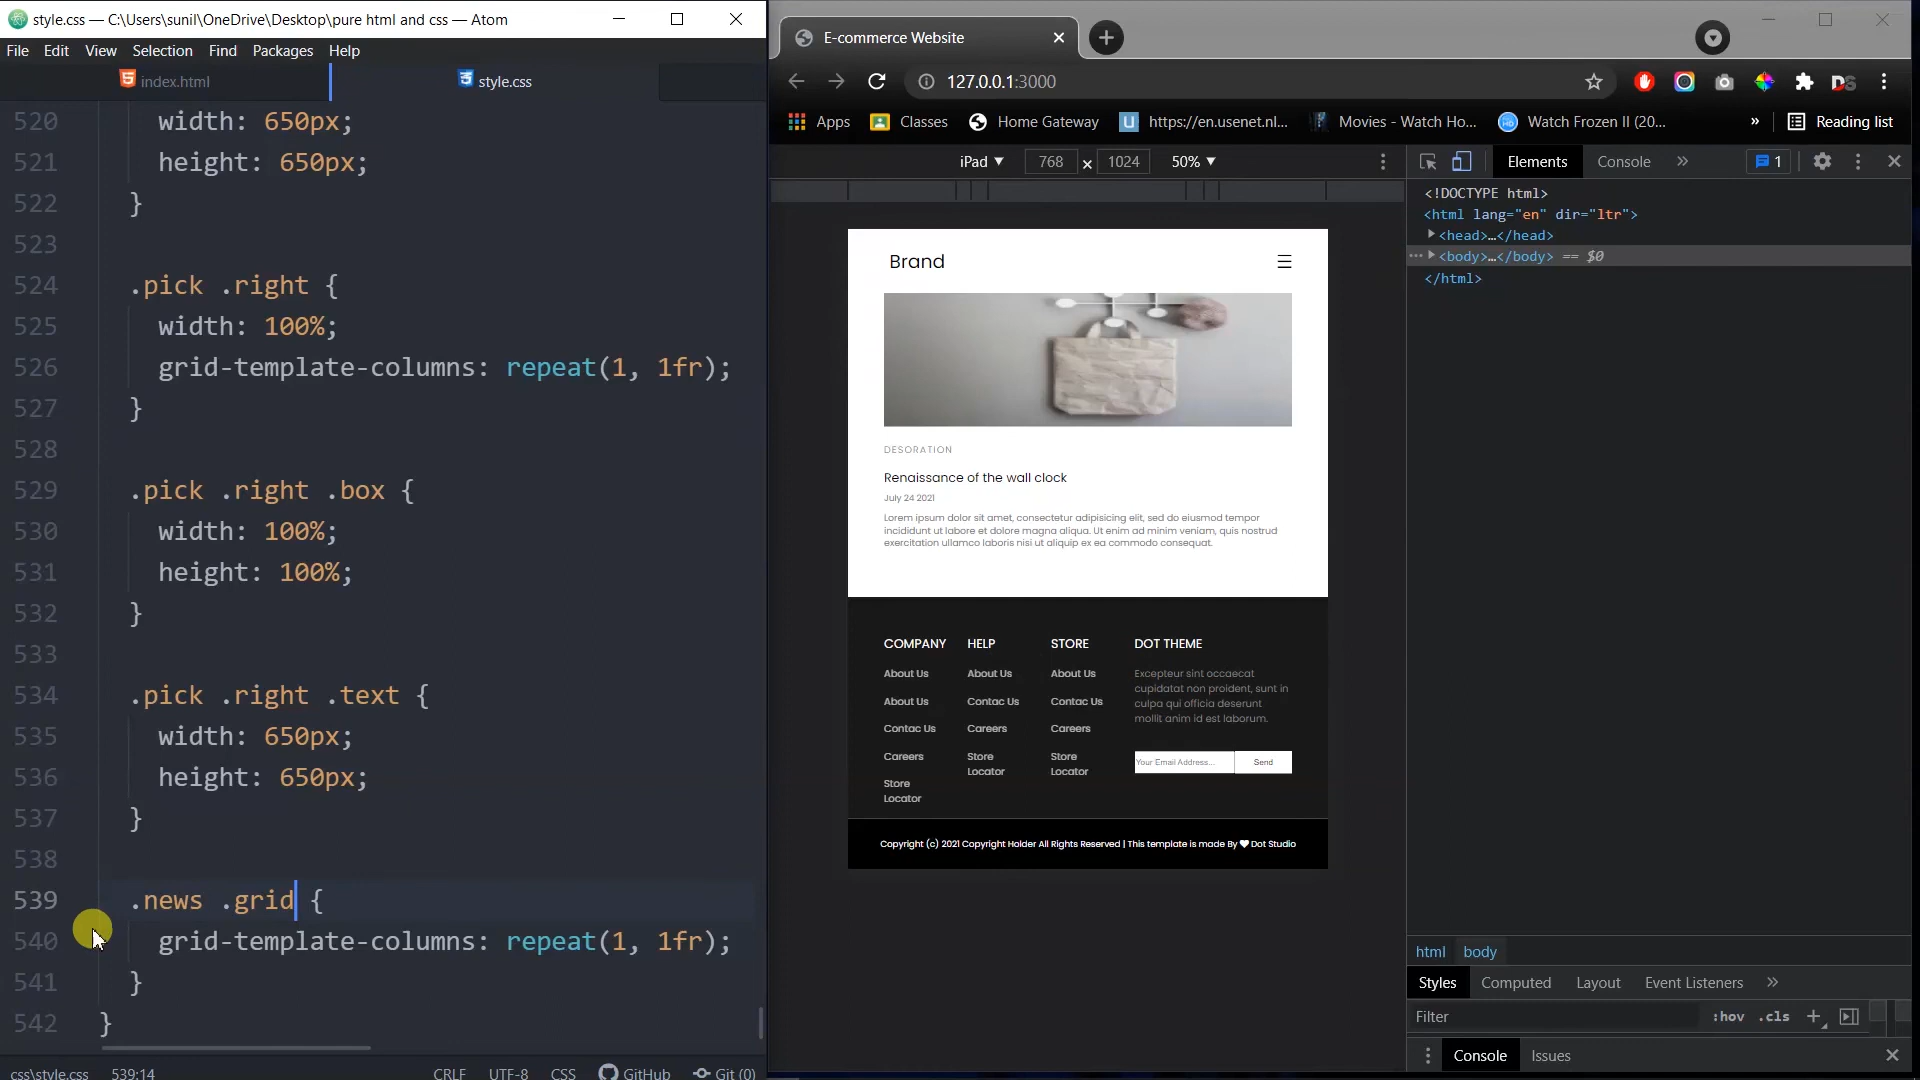 style.css — C:\Users\sunil\OneDrive\Desktop\pure html and css — Atom
File Edit View Selection Find Packages Help
index.html
style.css
520 width: 650px;
521 height: 650px;
522 }
523
524 .pick .right {
525 width: 100%;
526 grid-template-columns: repeat(1, 1fr);
527 }
528
529 .pick .right .box {
530 width: 100%;
531 height: 100%;
532 }
533
534 .pick .right .text {
535 width: 650px;
536 height: 650px;
537 }
538
539 .news .grid {
540 grid-template-columns: repeat(1, 1fr);
541 }
542 }
css\style.css 539:14 CRLF UTF-8 CSS GitHub Git (0)
E-commerce Website
127.0.0.1:3000
Apps Classes Home Gateway https://en.usenet.nl... Movies - Watch Ho... Watch Frozen II (20... » Reading list
iPad 768 × 1024 50%
Elements Console » 1
<!DOCTYPE html>
<html lang="en" dir="ltr">
<head>…</head>
<body>…</body> == $0
</html>
Brand
DESORATION
Renaissance of the wall clock
July 24 2021
Lorem ipsum dolor sit amet, consectetur adipisicing elit, sed do eiusmod tempor
incididunt ut labore et dolore magna aliqua. Ut enim ad minim veniam, quis nostrud
exercitation ullamco laboris nisi ut aliquip ex ea commodo consequat.
COMPANY HELP STORE DOT THEME
About Us About Us About Us
About Us Contac Us Contac Us
Contac Us Careers Careers
Careers Store Locator Store Locator
Store Locator
Excepteur sint occaecat
cupidatat non proident, sunt in
culpa qui officia deserunt
mollit anim id est laborum.
Your Email Address... Send
Copyright (c) 2021 Copyright Holder All Rights Reserved | This template is made By Dot Studio
html body
Styles Computed Layout Event Listeners »
Filter :hov .cls +
Console Issues